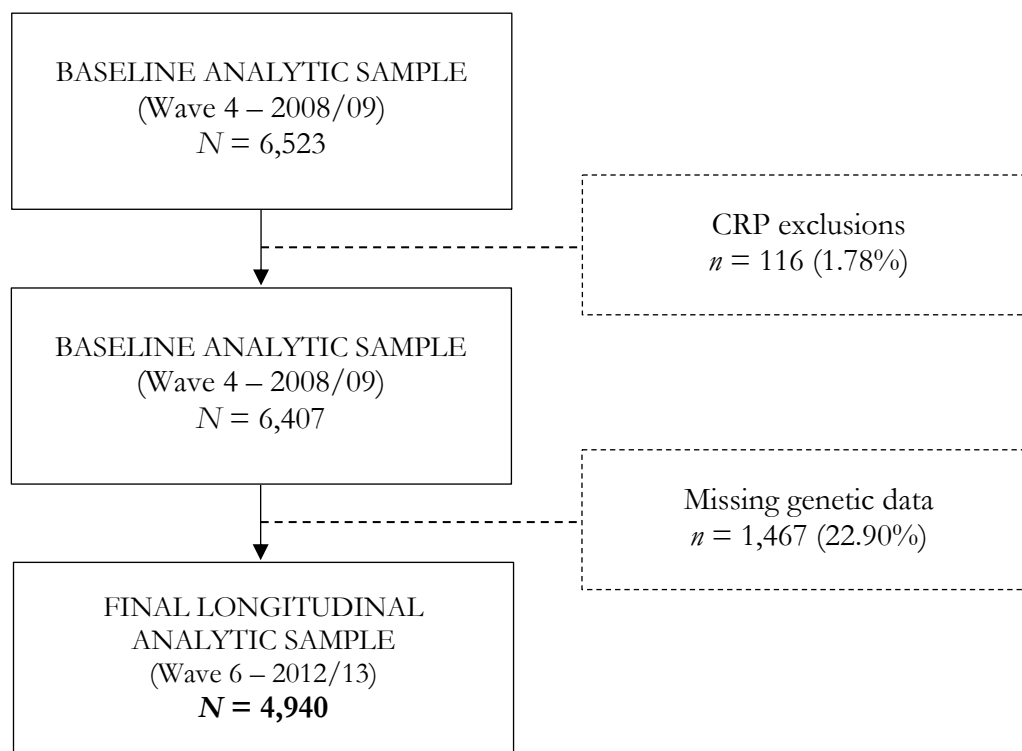 BASELINE ANALYTIC SAMPLE
(Wave 4 – 2008/09)
N = 6,523
CRP exclusions
n = 116 (1.78%)
BASELINE ANALYTIC SAMPLE
(Wave 4 – 2008/09)
N = 6,407
Missing genetic data
n = 1,467 (22.90%)
FINAL LONGITUDINAL
ANALYTIC SAMPLE
(Wave 6 – 2012/13)
N = 4,940